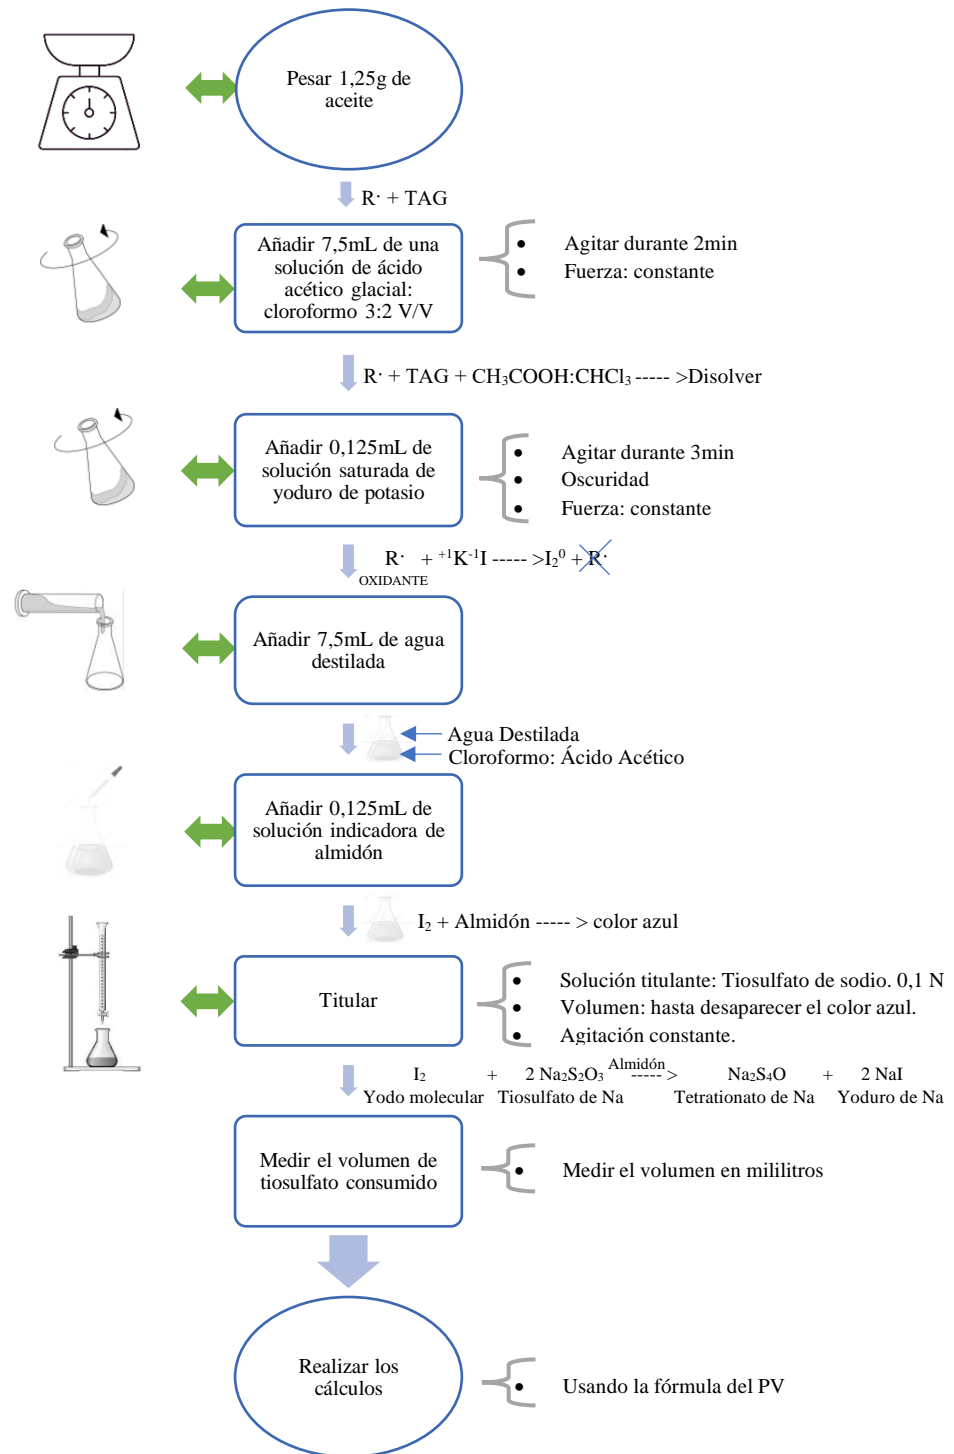 Pesar 1,25g de
aceite
R· + TAG
Añadir 7,5mL de una
solución de ácido
acético glacial:
cloroformo 3:2 V/V
• Agitar durante 2min
• Fuerza: constante
R· + TAG + CH₃COOH:CHCl₃ ----- >Disolver
Añadir 0,125mL de
solución saturada de
yoduro de potasio
• Agitar durante 3min
• Oscuridad
• Fuerza: constante
R· + ⁺¹K⁻¹I ----- >I₂⁰ + R·
OXIDANTE
Añadir 7,5mL de agua
destilada
Agua Destilada
Cloroformo: Ácido Acético
Añadir 0,125mL de
solución indicadora de
almidón
I₂ + Almidón ----- > color azul
Titular
• Solución titulante: Tiosulfato de sodio. 0,1 N
• Volumen: hasta desaparecer el color azul.
• Agitación constante.
Almidón
I₂ + 2 Na₂S₂O₃ ----- > Na₂S₄O + 2 NaI
Yodo molecular Tiosulfato de Na Tetrationato de Na Yoduro de Na
Medir el volumen de
tiosulfato consumido
• Medir el volumen en mililitros
Realizar los
cálculos
• Usando la fórmula del PV